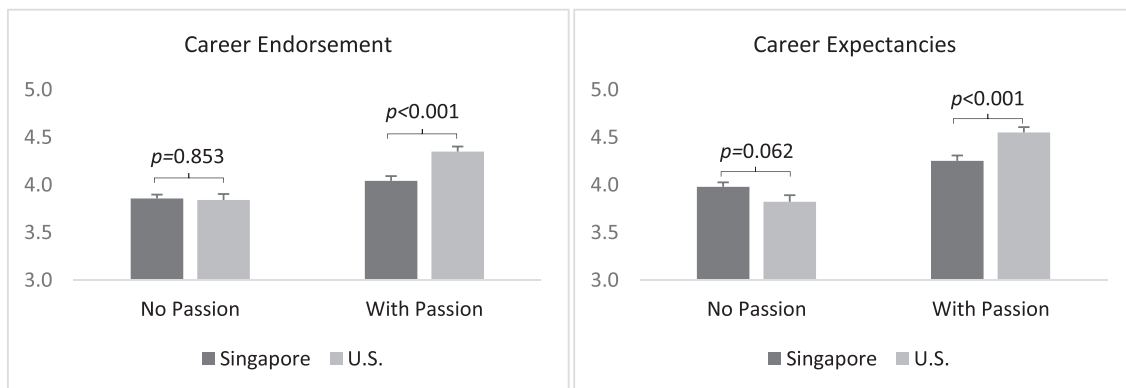 Career Endorsement
5.0
4.5
4.0
3.5
3.0
p=0.853
p<0.001
No Passion
With Passion
Singapore
U.S.
Career Expectancies
5.0
4.5
4.0
3.5
3.0
p=0.062
p<0.001
No Passion
With Passion
Singapore
U.S.